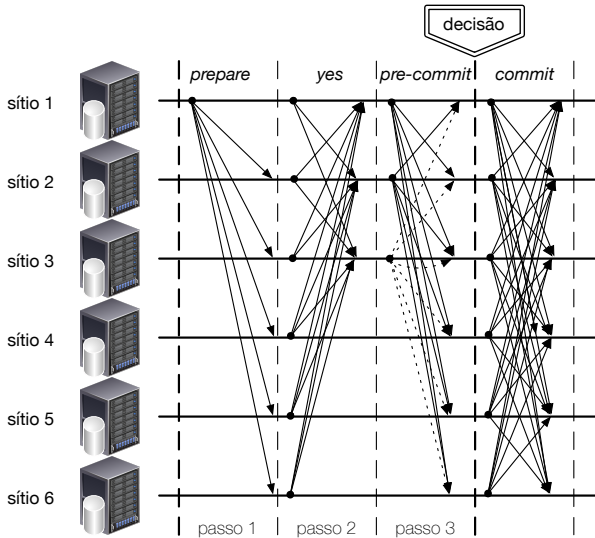 decisão
prepare yes pre-commit commit
sítio 1
sítio 2
sítio 3
sítio 4
sítio 5
sítio 6
passo 1 passo 2 passo 3